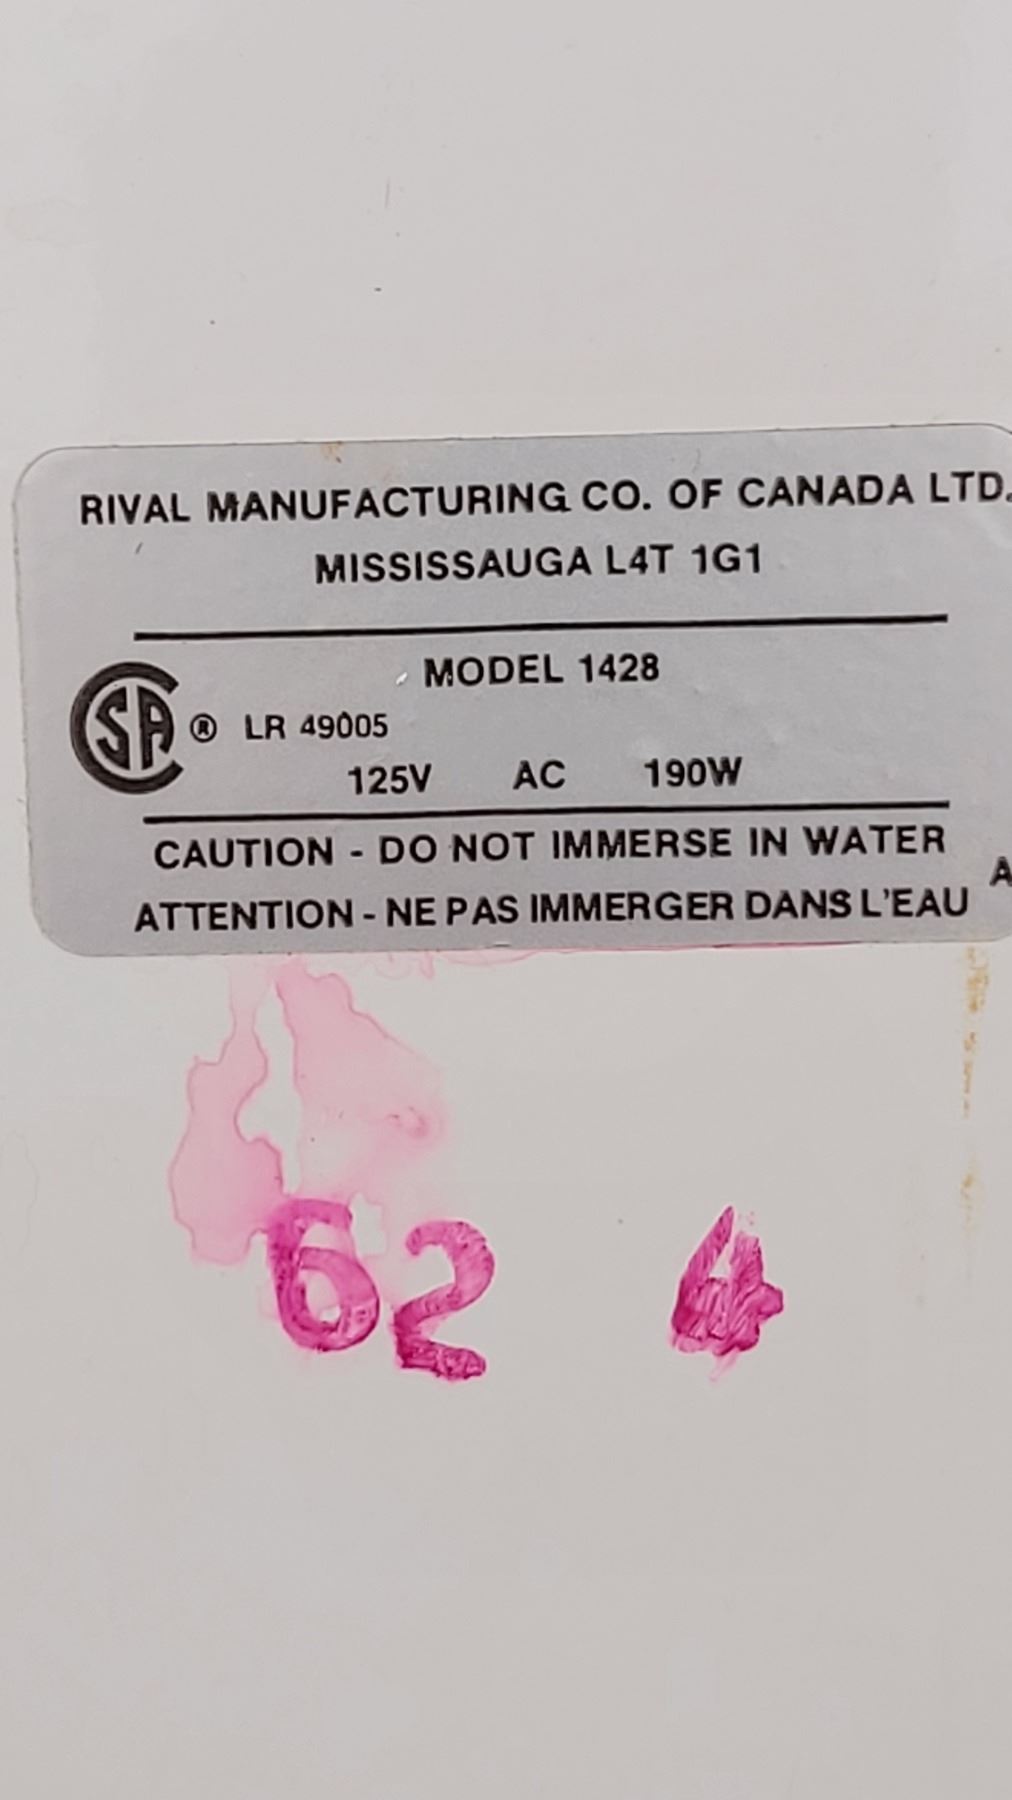 RIVAL MANUFACTURING CO. OF CANADA LTD.
MISSISSAUGA L4T 1G1
MODEL 1428
CSA ® LR 49005
125V AC 190W
CAUTION - DO NOT IMMERSE IN WATER
A
ATTENTION - NE PAS IMMERGER DANS L'EAU
62 4